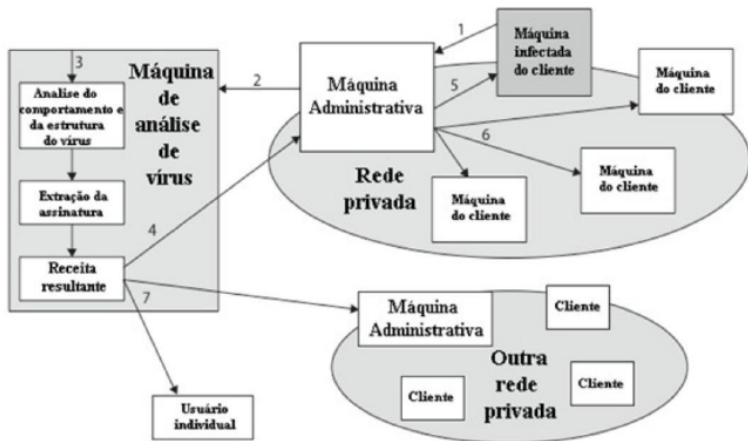 3
Analise do
comportamento e
da estrutura
do vírus
Extração da
assinatura
Receita
resultante
Máquina
de
análise
de
vírus
2
4
7
Máquina
Administrativa
1
5
6
Máquina
infectada
do cliente
Máquina
do cliente
Máquina
do cliente
Máquina
do cliente
Rede
privada
Máquina
Administrativa
Cliente
Cliente
Cliente
Outra
rede
privada
Usuário
individual